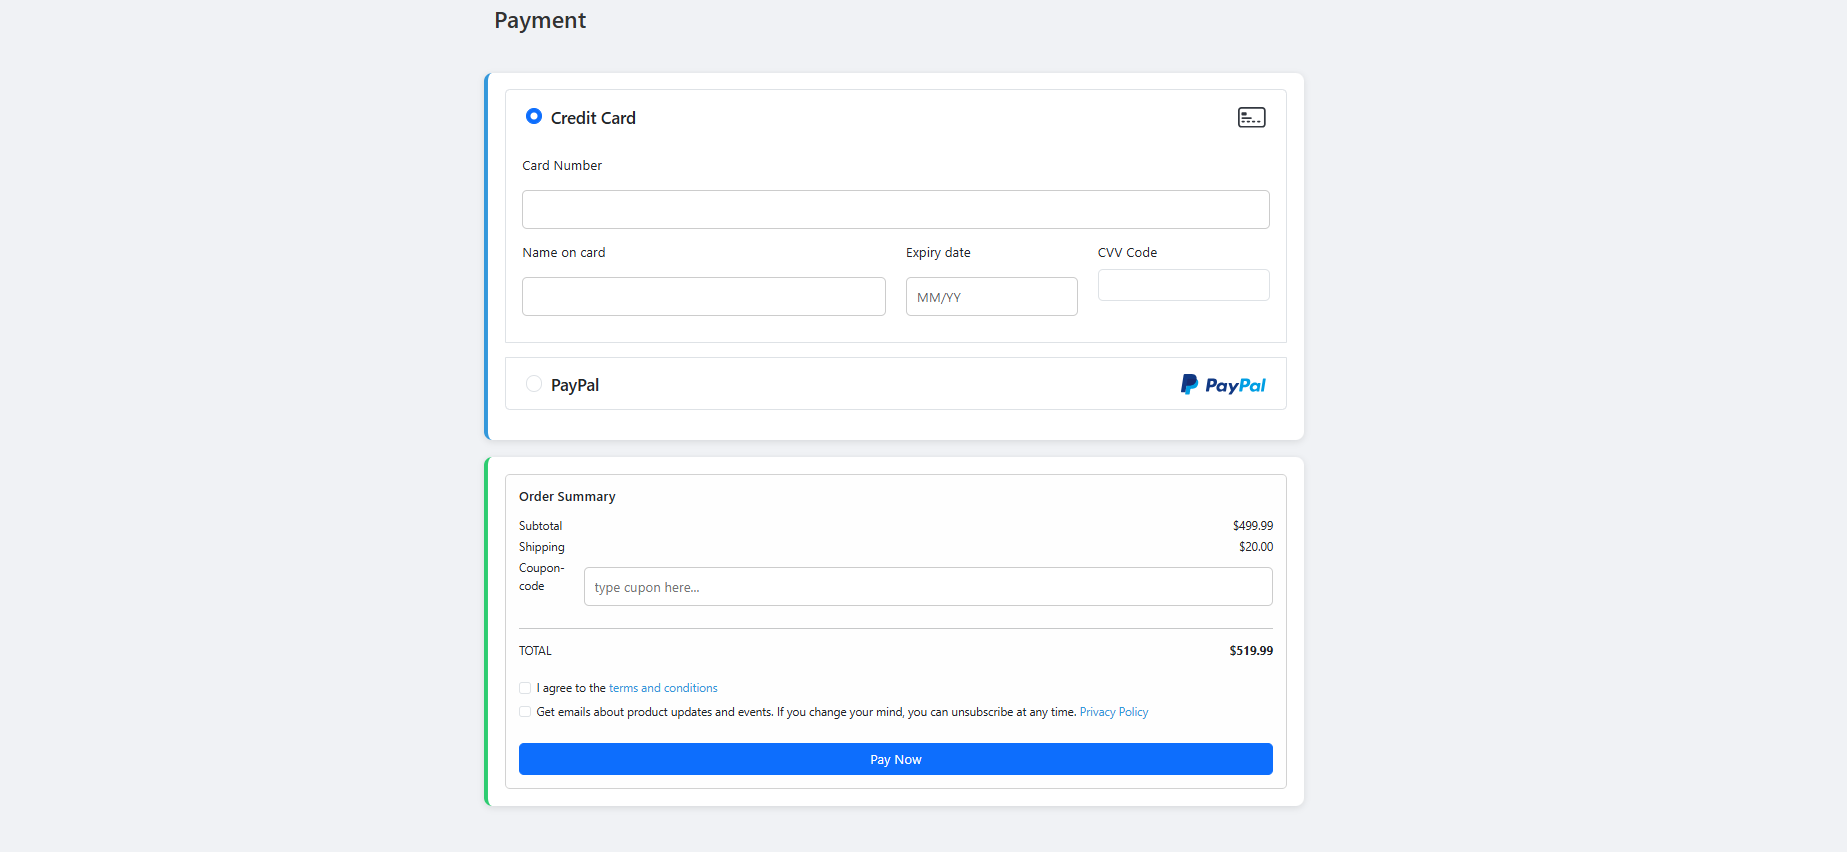 Payment
Credit Card
Card Number
Name on card Expiry date CVV Code
MM/YY
PayPal PayPal
Order Summary
Subtotal $499.99
Shipping $20.00
Coupon-
code
type cupon here...
TOTAL $519.99
I agree to the terms and conditions
Get emails about product updates and events. If you change your mind, you can unsubscribe at any time. Privacy Policy
Pay Now